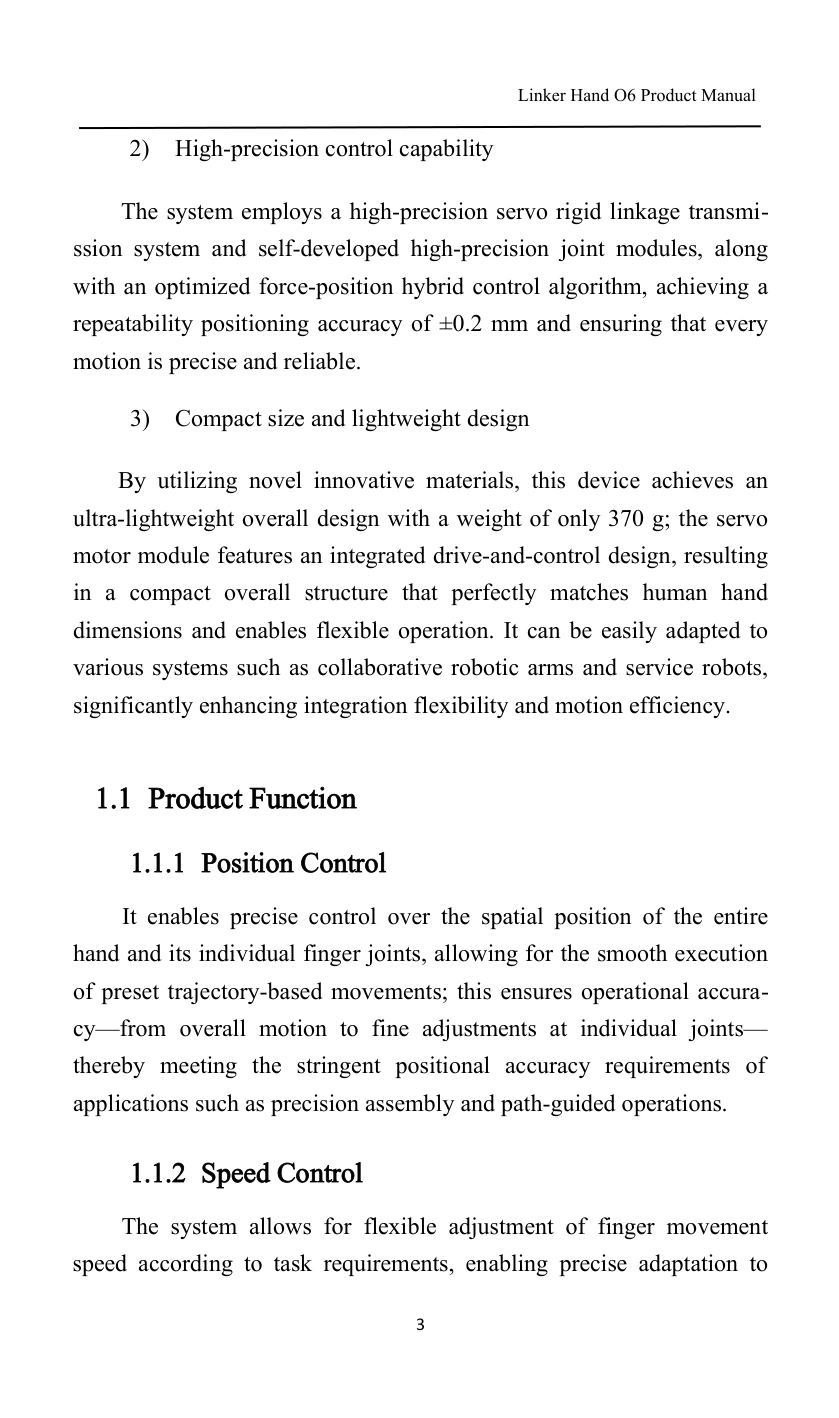 Linker Hand O6 Product Manual
2) High-precision control capability
The system employs a high-precision servo rigid linkage transmi-
ssion system and self-developed high-precision joint modules, along
with an optimized force-position hybrid control algorithm, achieving a
repeatability positioning accuracy of ±0.2 mm and ensuring that every
motion is precise and reliable.
3) Compact size and lightweight design
By utilizing novel innovative materials, this device achieves an
ultra-lightweight overall design with a weight of only 370 g; the servo
motor module features an integrated drive-and-control design, resulting
in a compact overall structure that perfectly matches human hand
dimensions and enables flexible operation. It can be easily adapted to
various systems such as collaborative robotic arms and service robots,
significantly enhancing integration flexibility and motion efficiency.
1.1 Product Function
1.1.1 Position Control
It enables precise control over the spatial position of the entire
hand and its individual finger joints, allowing for the smooth execution
of preset trajectory-based movements; this ensures operational accura-
cy—from overall motion to fine adjustments at individual joints—
thereby meeting the stringent positional accuracy requirements of
applications such as precision assembly and path-guided operations.
1.1.2 Speed Control
The system allows for flexible adjustment of finger movement
speed according to task requirements, enabling precise adaptation to
3